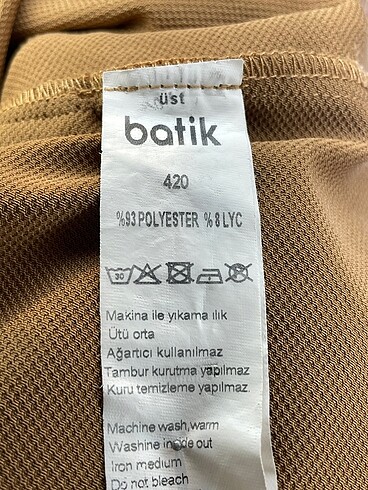 üst
batik
420
%93 POLYESTER %8 LYC
30
Makina ile yıkama ılık
Ütü orta
Ağartıcı kullanılmaz
Tambur kurutma yapılmaz
Kuru temizleme yapılmaz.
Machine wash,warm
Washine inside out
Iron medium
Do not bleach